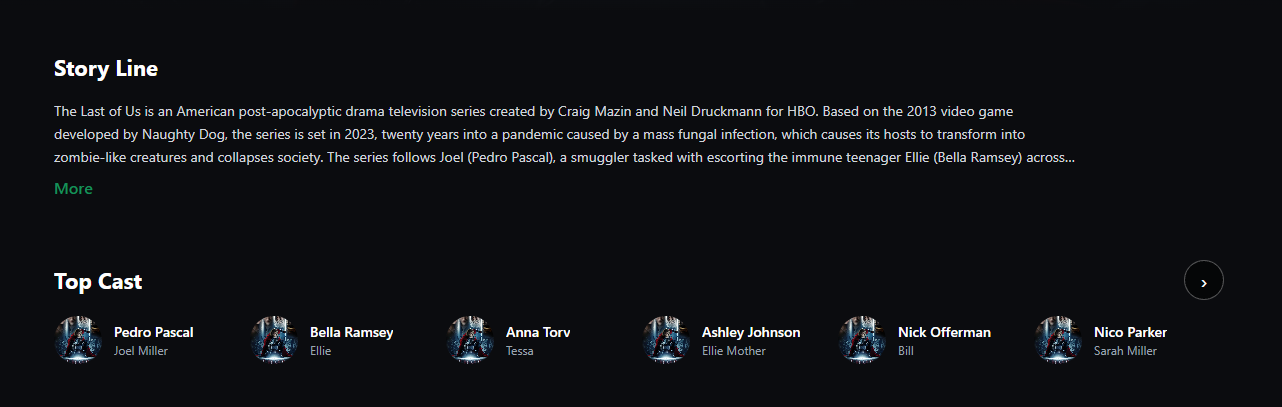 Story Line
The Last of Us is an American post-apocalyptic drama television series created by Craig Mazin and Neil Druckmann for HBO. Based on the 2013 video game
developed by Naughty Dog, the series is set in 2023, twenty years into a pandemic caused by a mass fungal infection, which causes its hosts to transform into
zombie-like creatures and collapses society. The series follows Joel (Pedro Pascal), a smuggler tasked with escorting the immune teenager Ellie (Bella Ramsey) across...
More
Top Cast
Pedro Pascal
Joel Miller
Bella Ramsey
Ellie
Anna Torv
Tessa
Ashley Johnson
Ellie Mother
Nick Offerman
Bill
Nico Parker
Sarah Miller